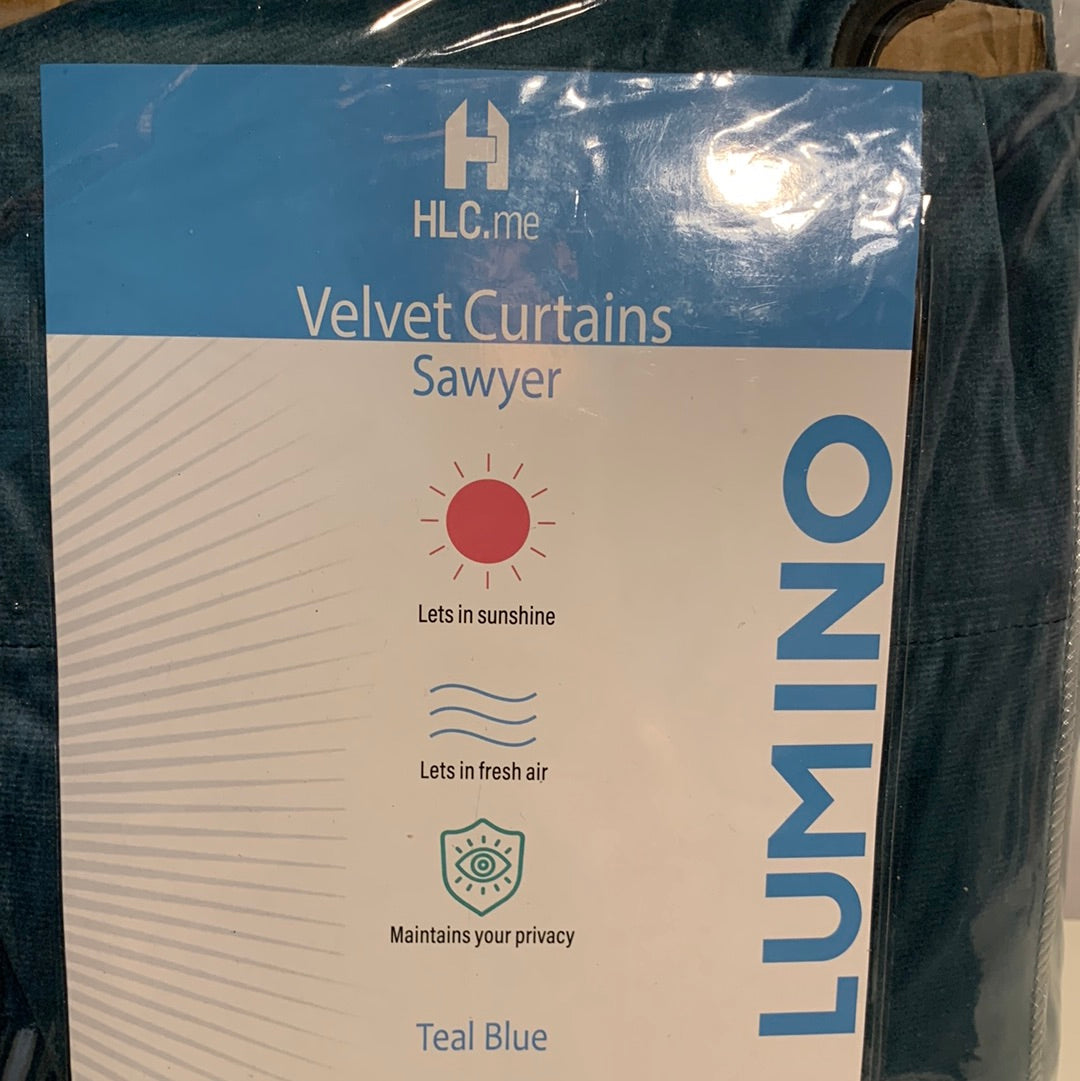 HLC.me
Velvet Curtains
Sawyer
Lets in sunshine
Lets in fresh air
Maintains your privacy
Teal Blue
LUMINO